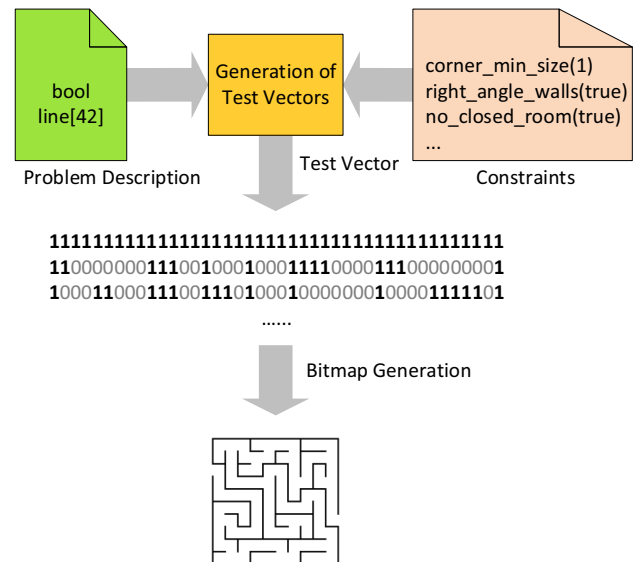 bool
line[42]
Generation of
Test Vectors
corner_min_size(1)
right_angle_walls(true)
no_closed_room(true)
...
Problem Description
Test Vector
Constraints
111111111111111111111111111111111111111111
110000000111001000100011110000111000000001
100011000111001110100010000000100001111101
......
Bitmap Generation